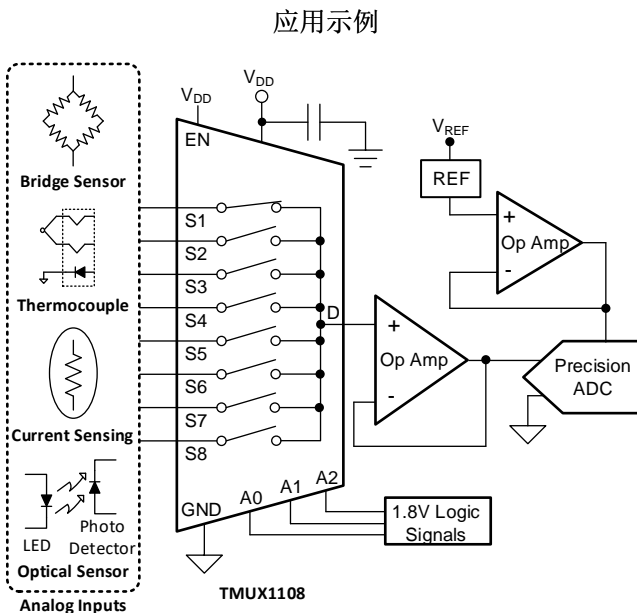 应用示例
VDD
VDD
EN
Bridge Sensor
Thermocouple
Current Sensing
LED
Photo
Detector
Optical Sensor
Analog Inputs
S1
S2
S3
S4
S5
S6
S7
S8
D
GND
A0
A1
A2
TMUX1108
1.8V Logic
Signals
+
Op Amp
-
VREF
REF
+
Op Amp
-
Precision
ADC